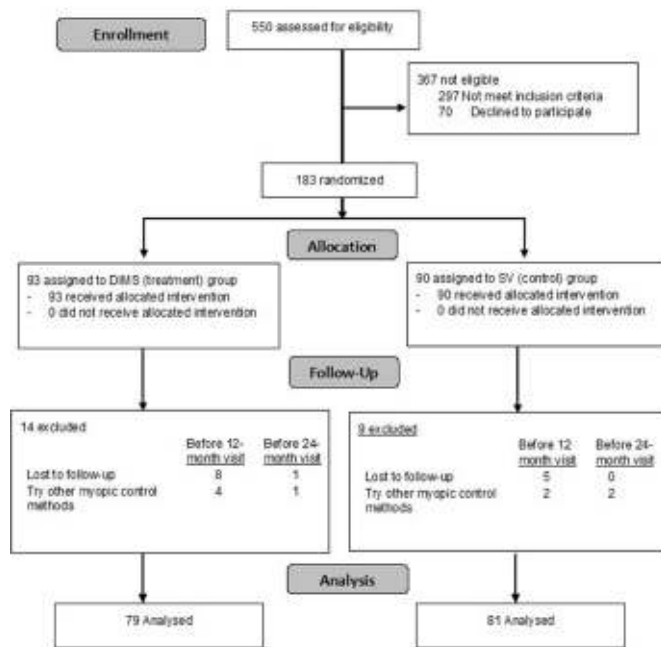 Enrollment
550 assessed for eligibility
367 not eligible
297 Not meet inclusion criteria
70 Declined to participate
183 randomized
Allocation
93 assigned to DIMS (treatment) group
- 93 received allocated intervention
- 0 did not receive allocated intervention
90 assigned to SV (control) group
- 90 received allocated intervention
- 0 did not receive allocated intervention
Follow-Up
14 excluded
Before 12- Before 24-
month visit month visit
Lost to follow-up 8 1
Try other myopic control 4 1
methods
9 excluded
Before 12 Before 24-
month visit month visit
Lost to follow-up 5 0
Try other myopic control 2 2
methods
Analysis
79 Analysed
81 Analysed